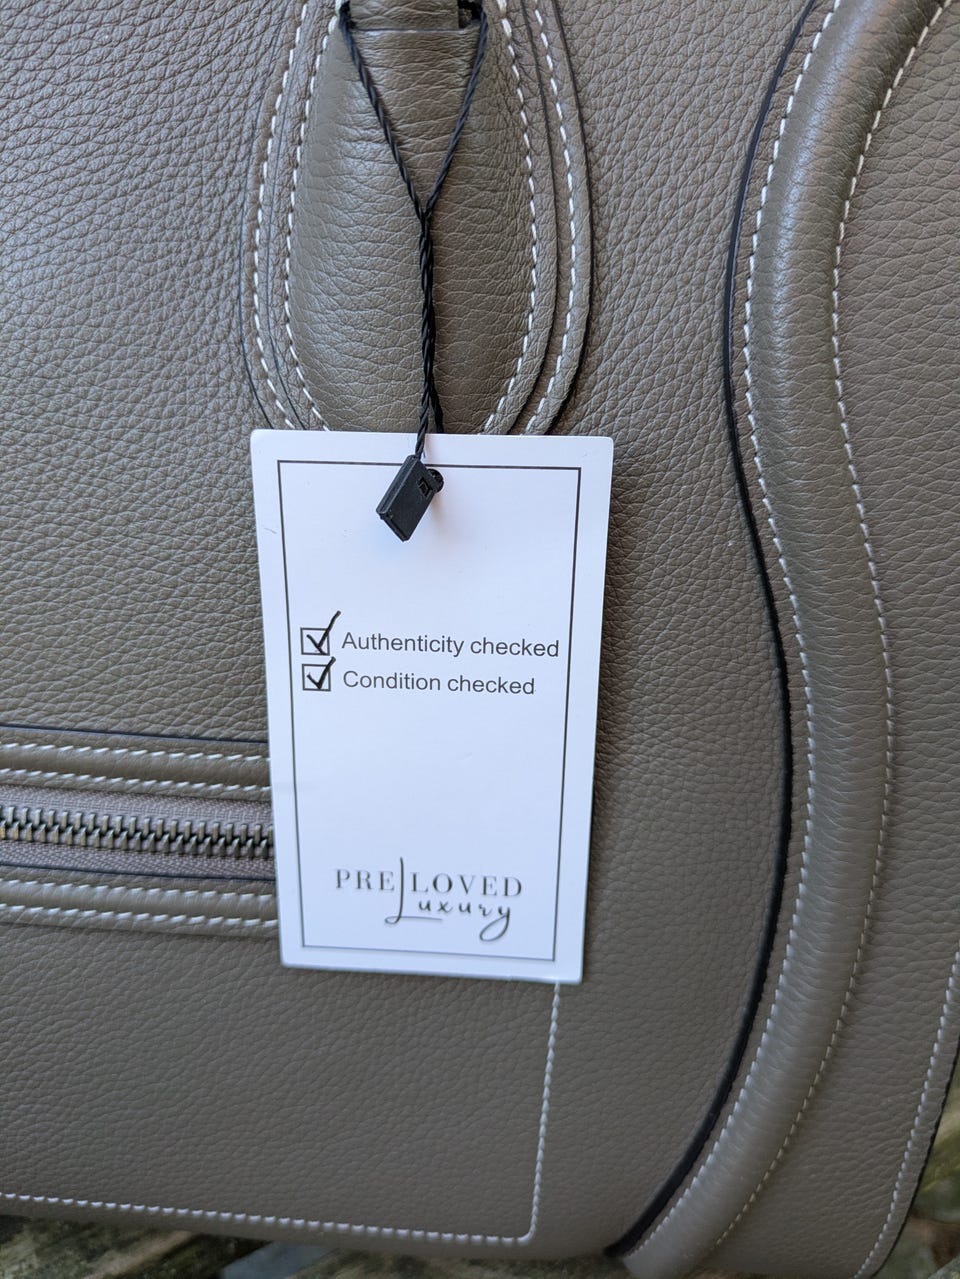 Authenticity checked
Condition checked
PRE LOVED
Luxury